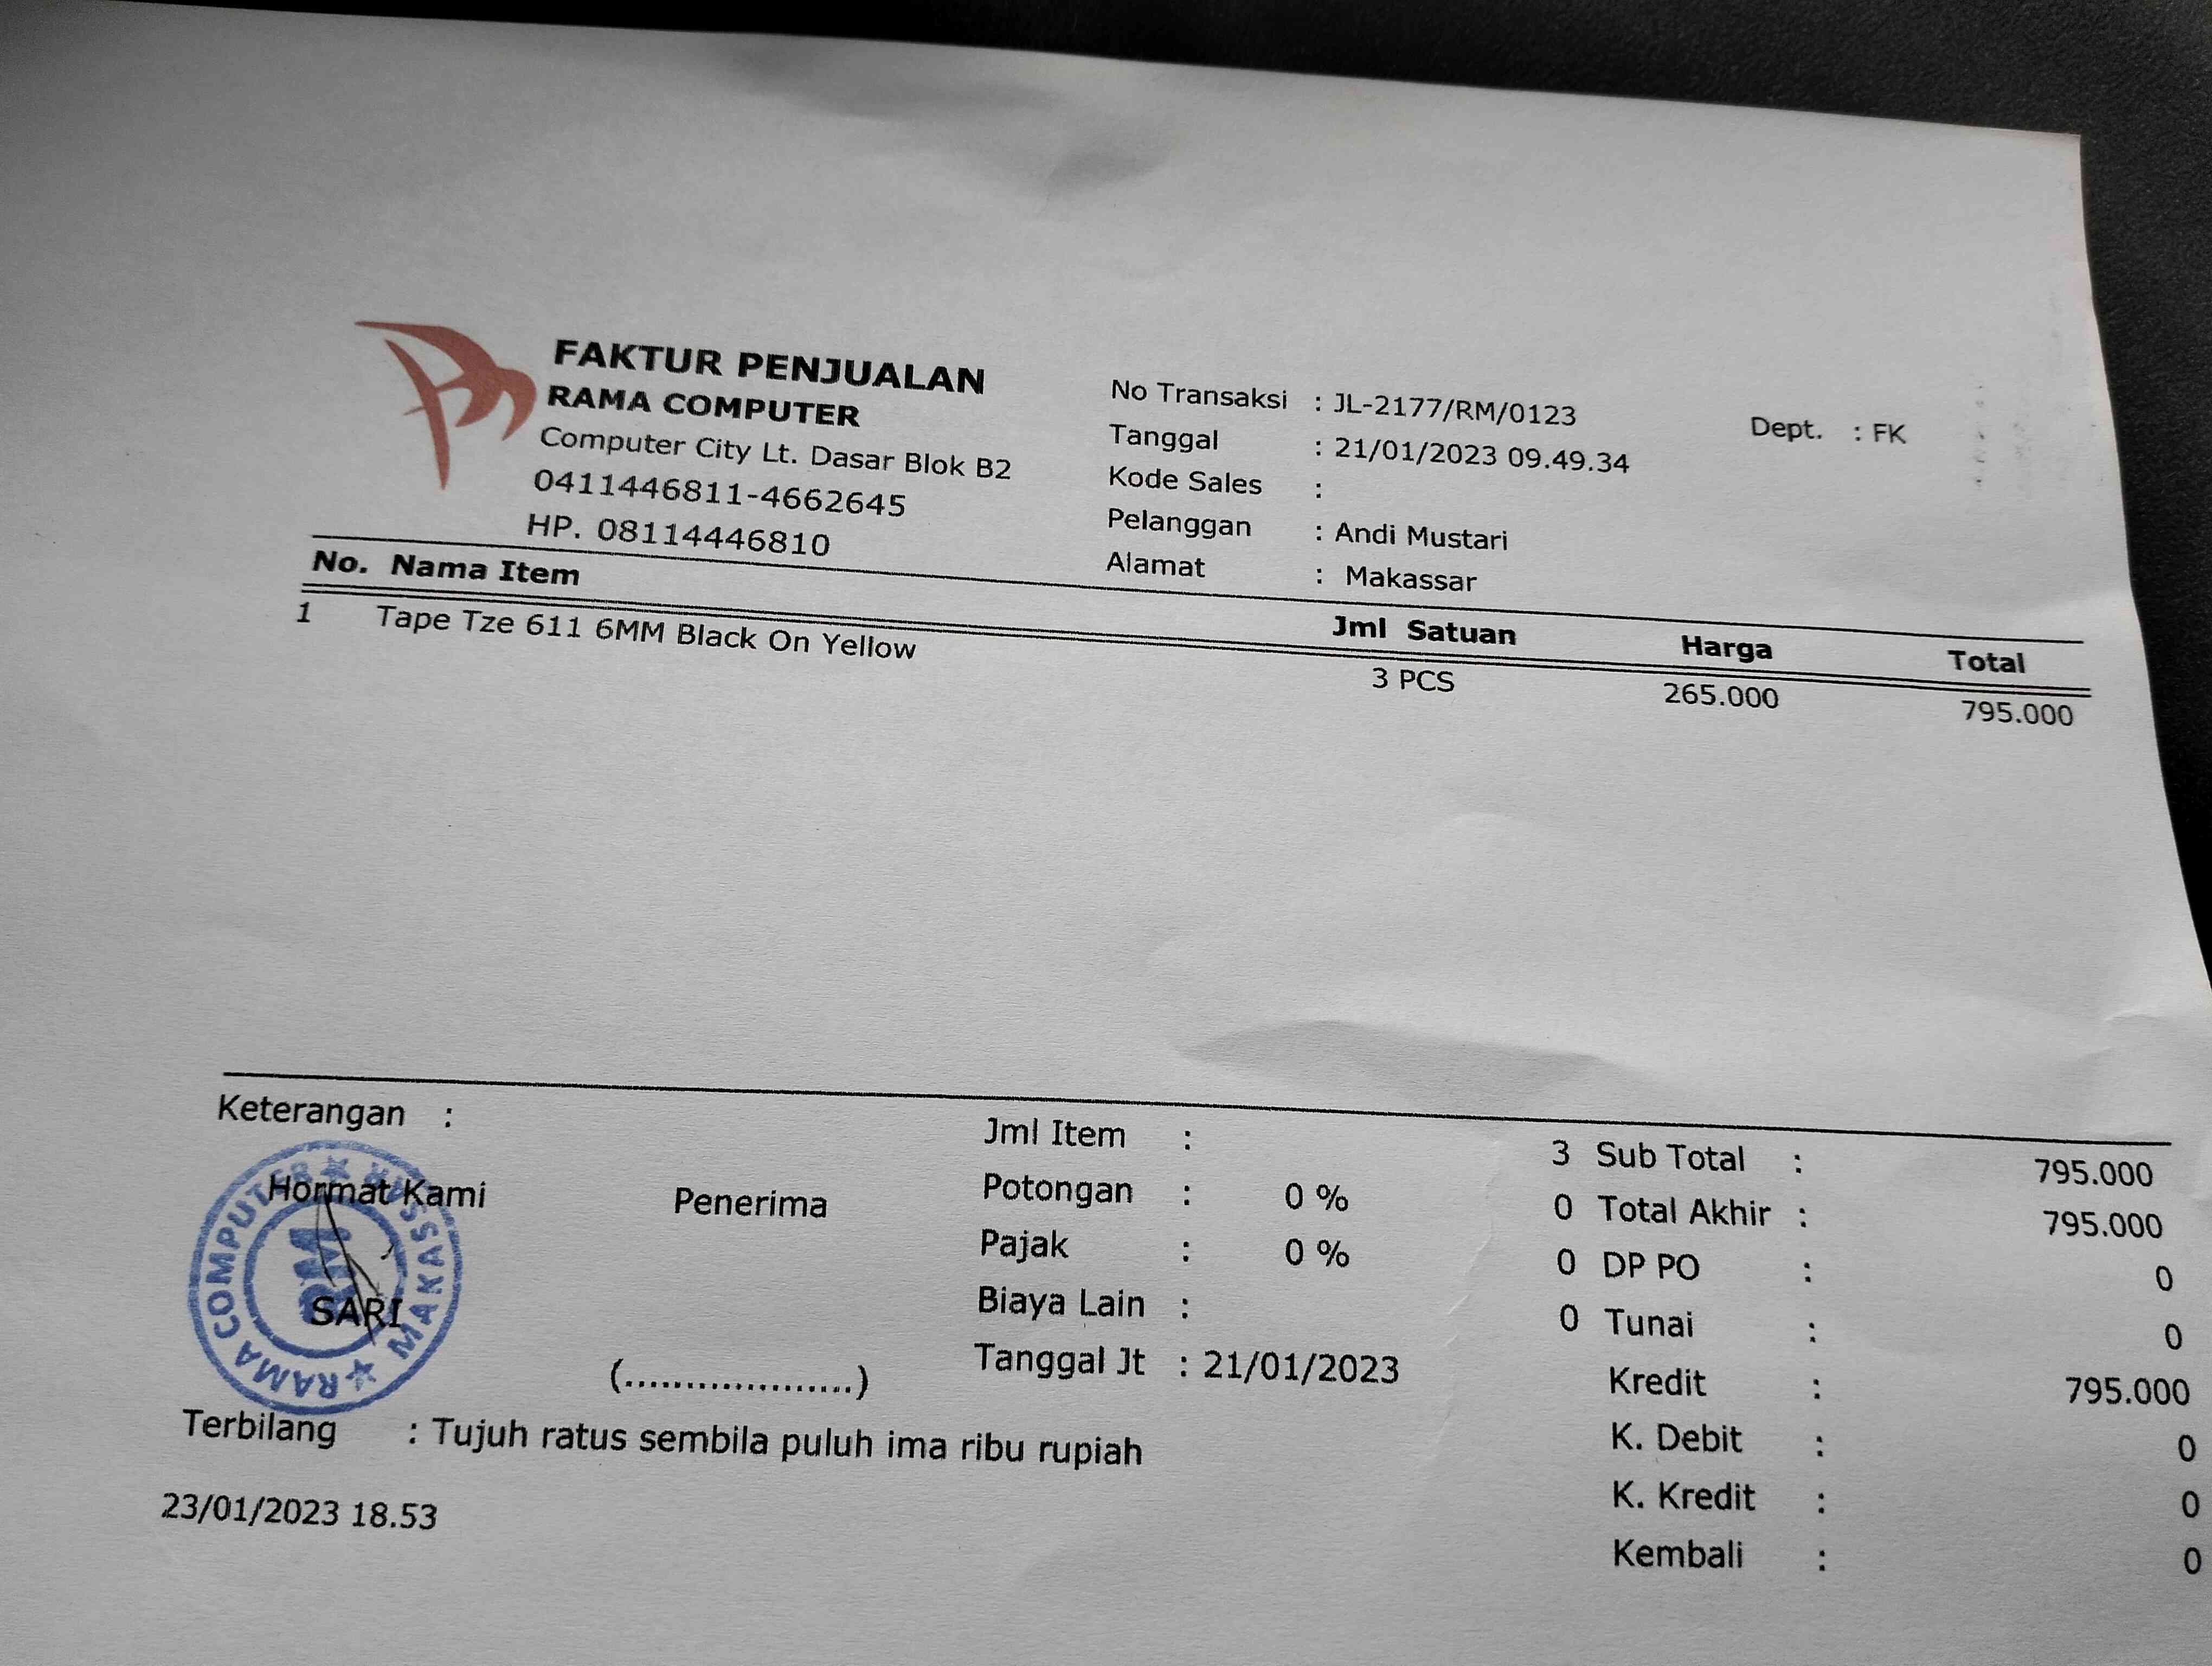 FAKTUR PENJUALAN
RAMA COMPUTER
Computer City Lt. Dasar Blok B2
0411446811-4662645
HP. 08114446810
No Transaksi : JL-2177/RM/0123
Tanggal : 21/01/2023 09.49.34
Kode Sales :
Pelanggan : Andi Mustari
Alamat : Makassar
Dept. : FK
No. Nama Item Jml Satuan Harga Total
1 Tape Tze 611 6MM Black On Yellow 3 PCS 265.000 795.000
Keterangan :
Hormat Kami
SARI
RAMA COMPUTER ★ MAKASSAR ★
RM
Penerima
(....................)
Jml Item : 3
Potongan : 0 % 0
Pajak : 0 % 0
Biaya Lain : 0
Tanggal Jt : 21/01/2023
Sub Total : 795.000
Total Akhir : 795.000
DP PO : 0
Tunai : 0
Kredit : 795.000
K. Debit : 0
K. Kredit : 0
Kembali : 0
Terbilang : Tujuh ratus sembila puluh ima ribu rupiah
23/01/2023 18.53